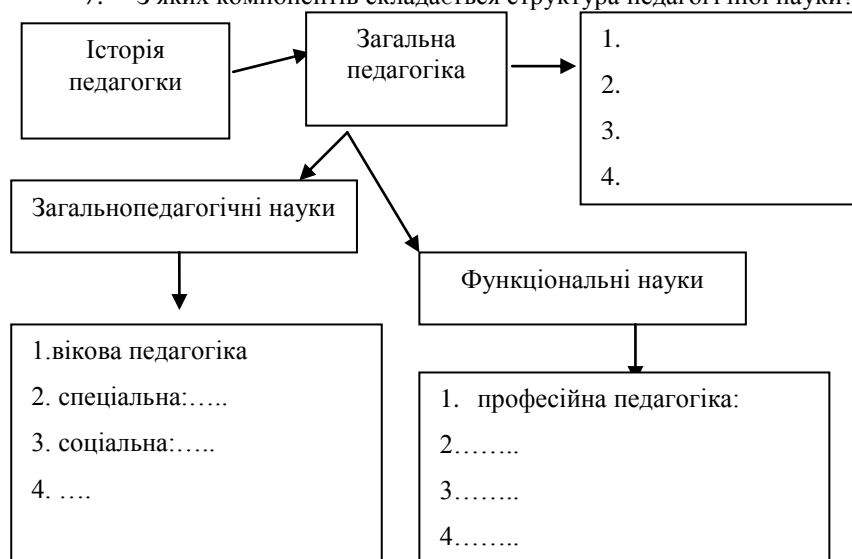 7. З яких компонентів складається структура педагогічної науки?
Історія
педагогки
Загальна
педагогіка
1.
2.
3.
4.
Загальнопедагогічні науки
Функціональні науки
1.вікова педагогіка
2. спеціальна:…..
3. соціальна:…..
4. ….
1. професійна педагогіка:
2……..
3……..
4……..